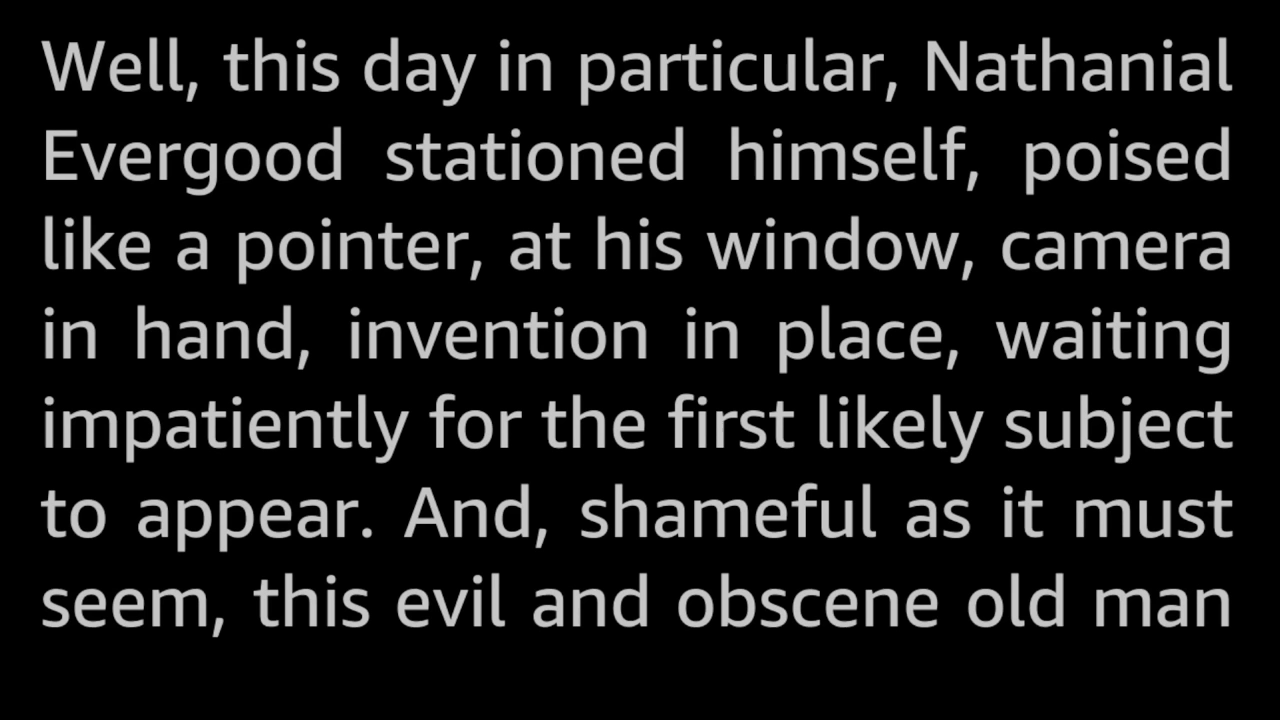 Well, this day in particular, Nathanial
Evergood stationed himself, poised
like a pointer, at his window, camera
in hand, invention in place, waiting
impatiently for the first likely subject
to appear. And, shameful as it must
seem, this evil and obscene old man